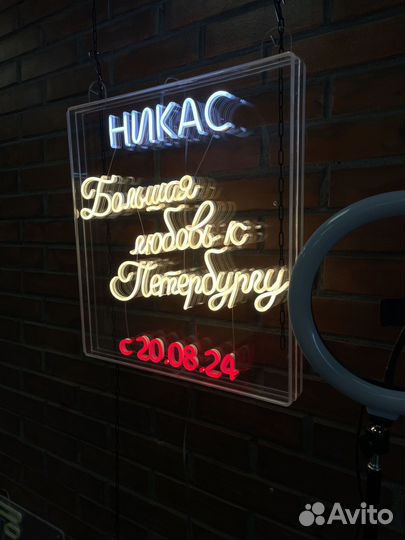 НИКАС
Большая
любовь к
Петербургу
с 20.08.24
Avito